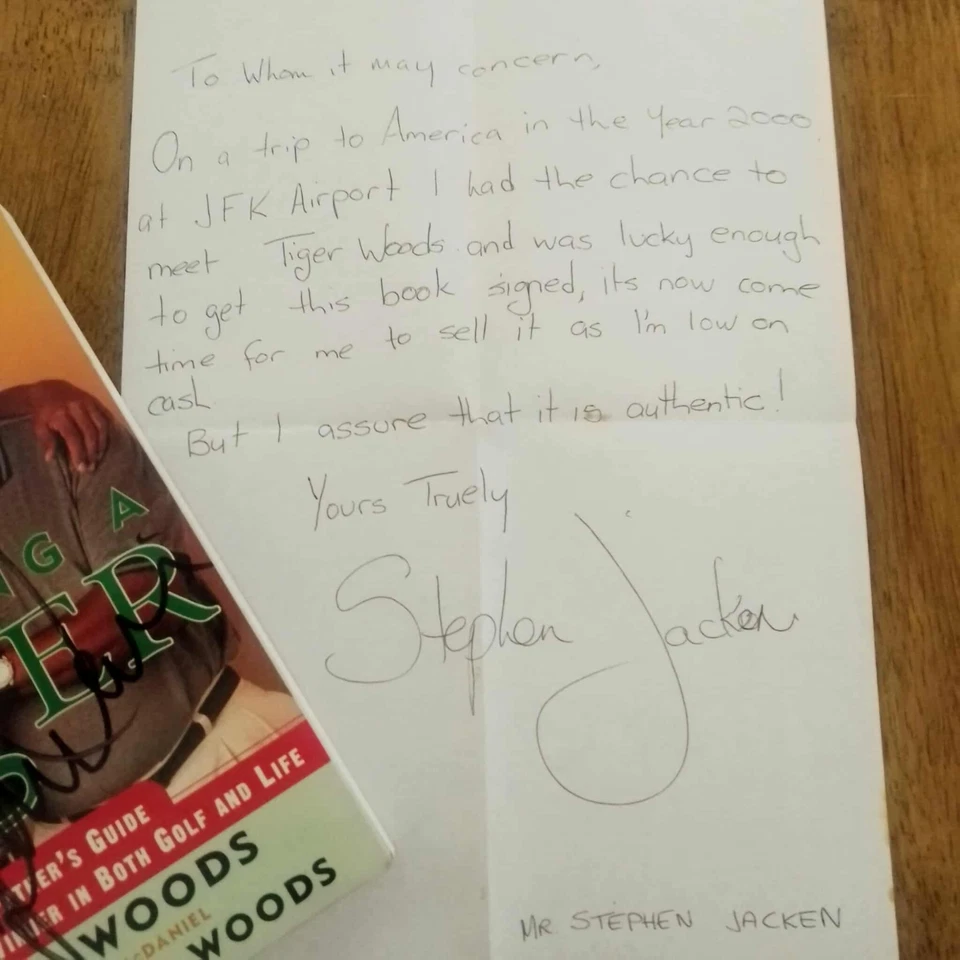 To Whom it may concern,
On a trip to America in the Year 2000
at JFK Airport I had the chance to
meet Tiger Woods and was lucky enough
to get this book signed, its now come
time for me to sell it as I'm low on
cash
But I assure that it is authentic!
Yours Truely
Stephen Jacken
MR STEPHEN JACKEN
G A
ER
GUIDE
IN BOTH GOLF AND LIFE
WOODS
DANIEL
WOODS